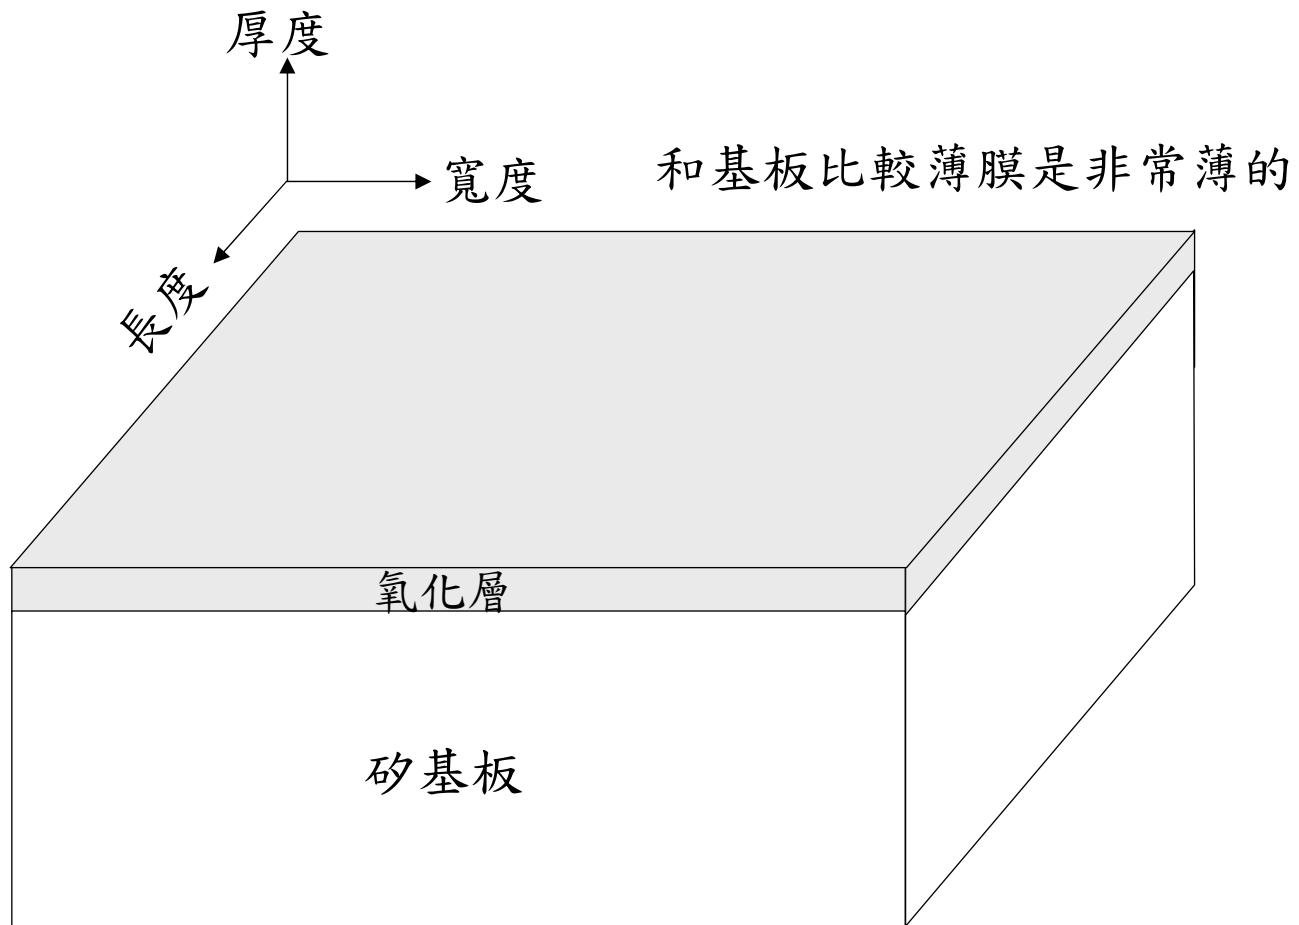 厚度
寬度
和基板比較薄膜是非常薄的
長度
氧化層
矽基板